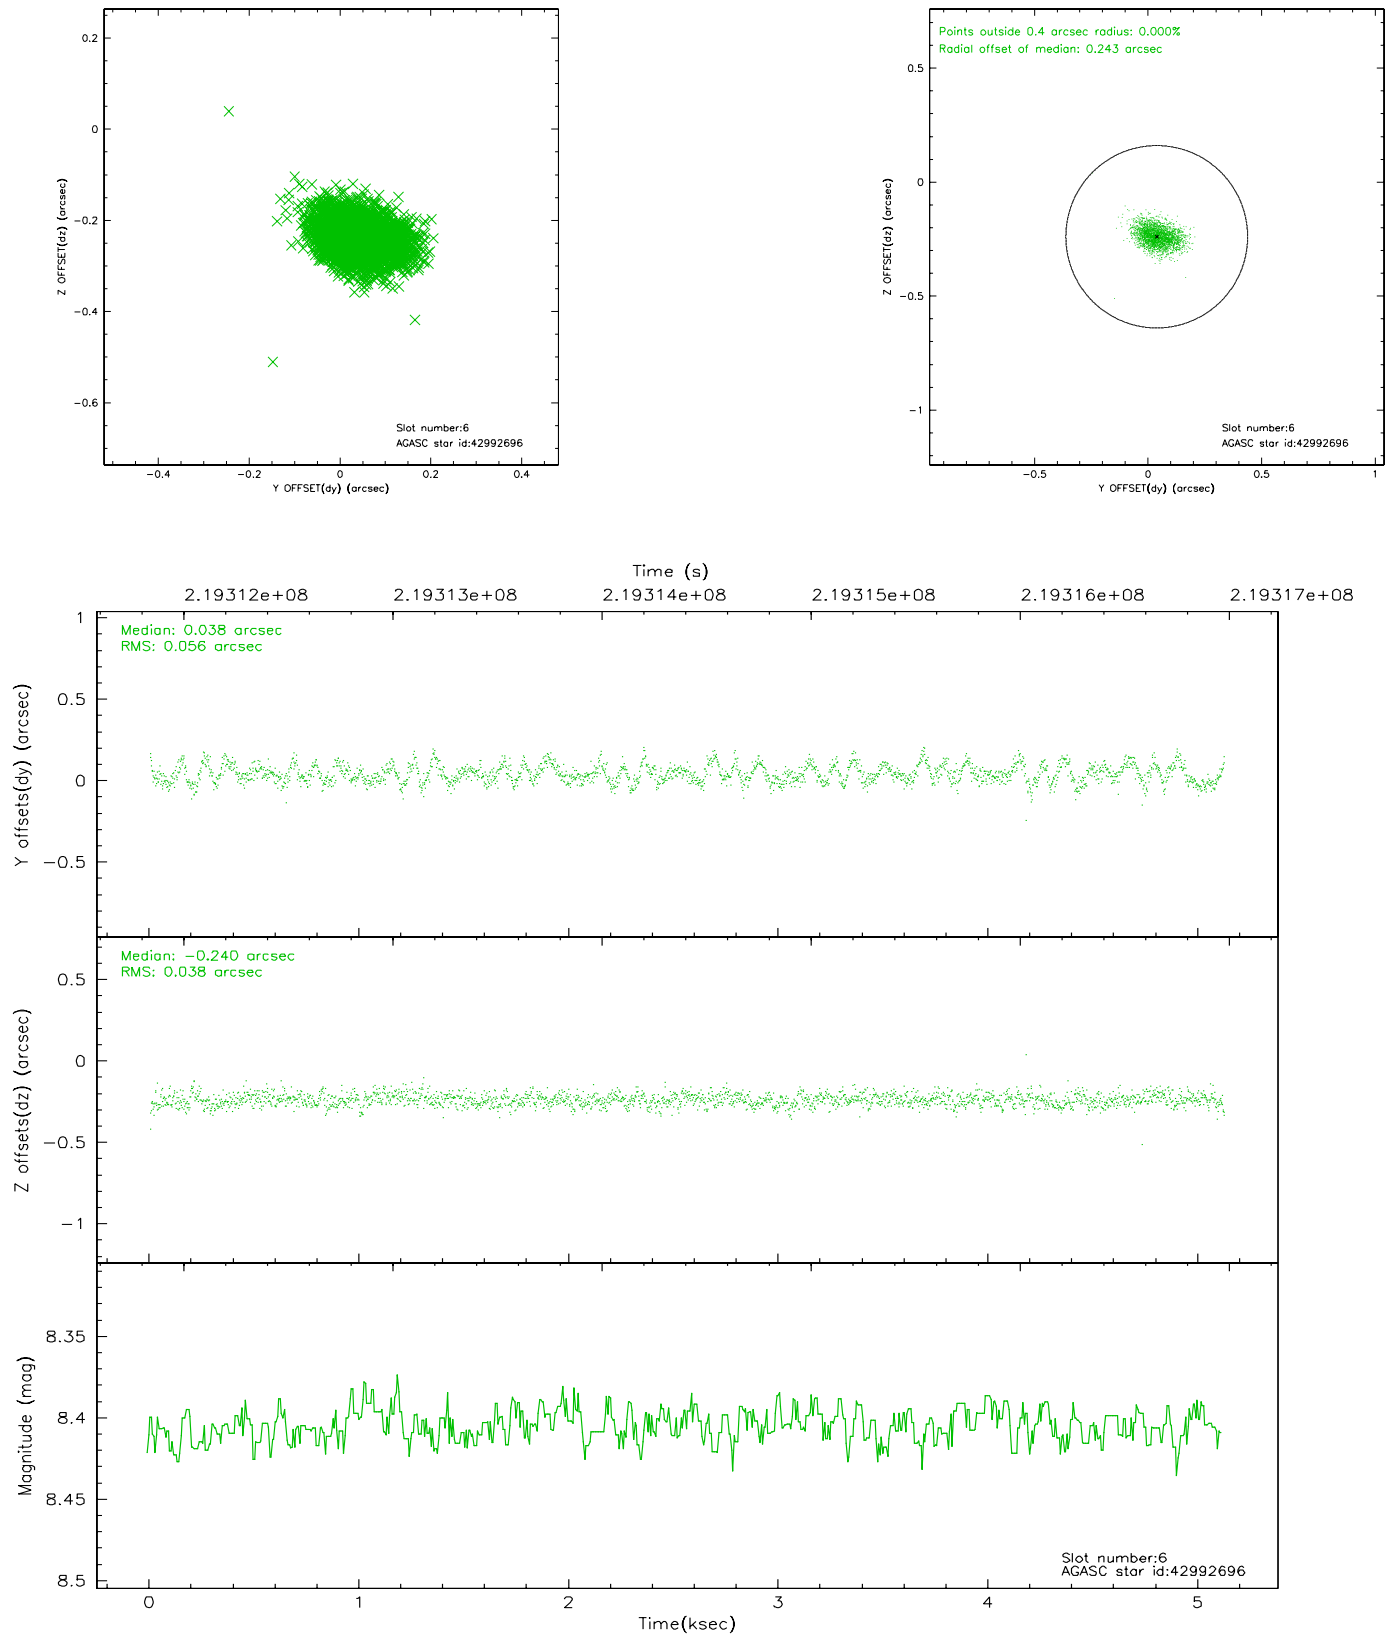 0.2
0
-0.2
-0.4
-0.6
Z OFFSET(dz) (arcsec)
-0.4
-0.2
0
0.2
0.4
Y OFFSET(dy) (arcsec)
Slot number:6
AGASC star id:42992696
Points outside 0.4 arcsec radius: 0.000%
Radial offset of median: 0.243 arcsec
0.5
0
-0.5
-1
Z OFFSET(dz) (arcsec)
-0.5
0
0.5
1
Y OFFSET(dy) (arcsec)
Slot number:6
AGASC star id:42992696
Time (s)
2.19312e+08
2.19313e+08
2.19314e+08
2.19315e+08
2.19316e+08
2.19317e+08
Median: 0.038 arcsec
RMS: 0.056 arcsec
1
0.5
0
-0.5
Y offsets(dy) (arcsec)
Median: -0.240 arcsec
RMS: 0.038 arcsec
0.5
0
-0.5
-1
Z offsets(dz) (arcsec)
8.35
8.4
8.45
8.5
Magnitude (mag)
Slot number:6
AGASC star id:42992696
0
1
2
3
4
5
Time(ksec)